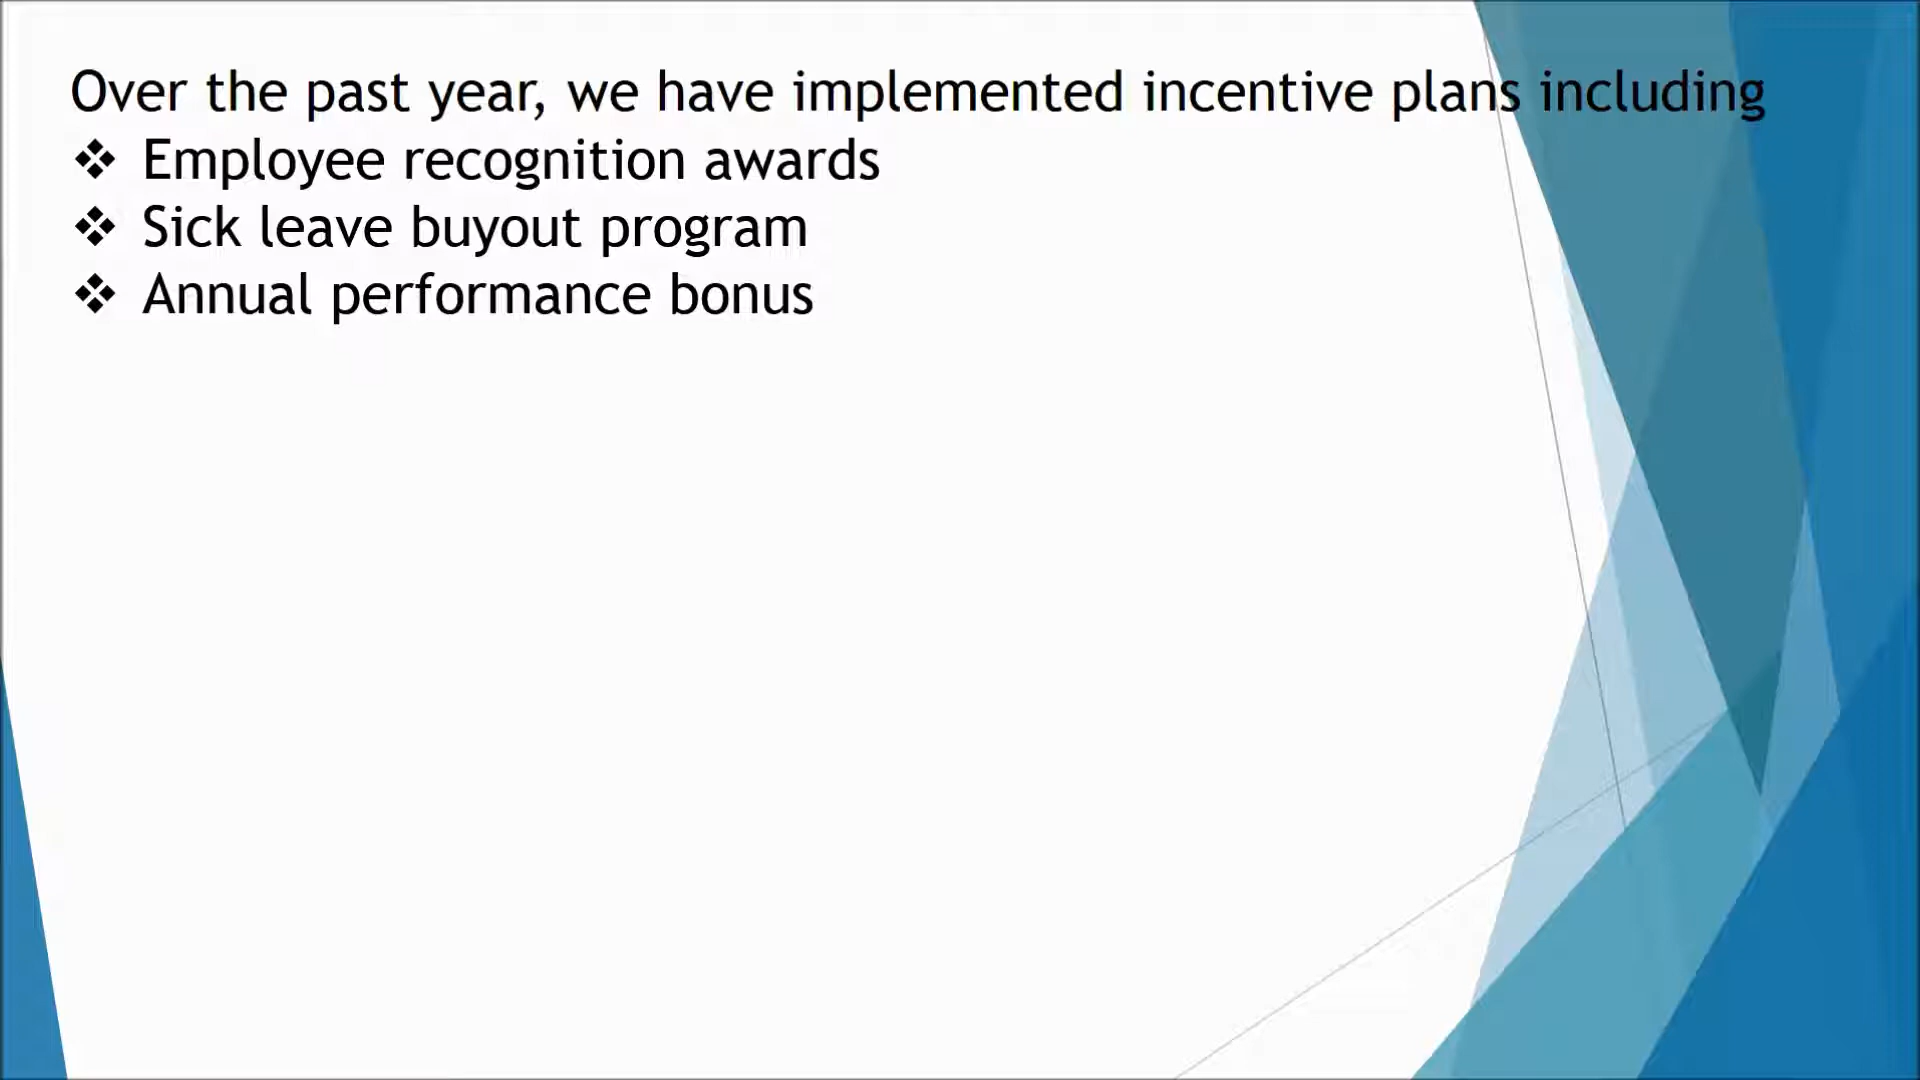 Over the past year, we have implemented incentive plans including
❖ Employee recognition awards
❖ Sick leave buyout program
❖ Annual performance bonus